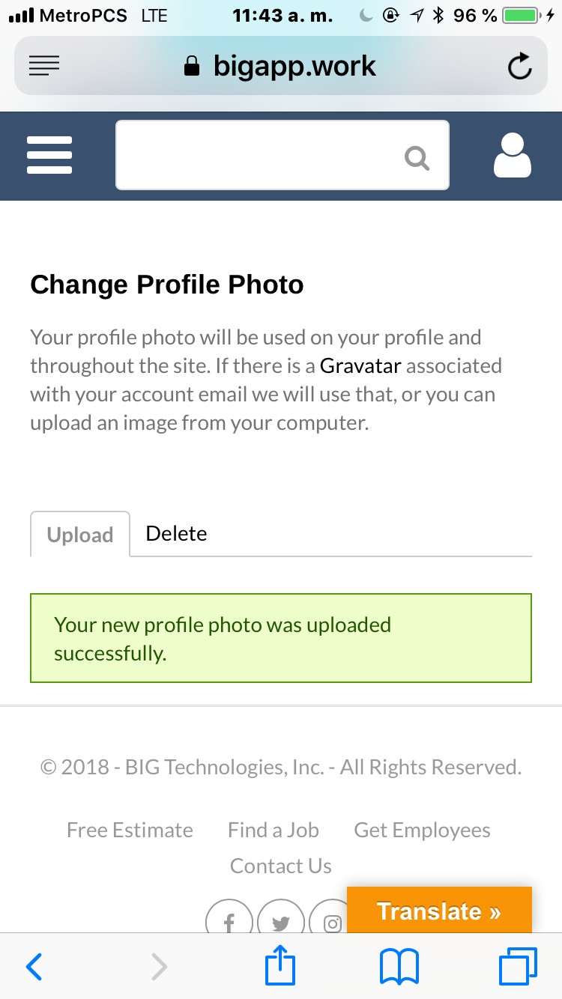 MetroPCS LTE 11:43 a. m. 96 %
bigapp.work
Change Profile Photo
Your profile photo will be used on your profile and
throughout the site. If there is a Gravatar associated
with your account email we will use that, or you can
upload an image from your computer.
Upload Delete
Your new profile photo was uploaded
successfully.
© 2018 - BIG Technologies, Inc. - All Rights Reserved.
Free Estimate Find a Job Get Employees
Contact Us
Translate »